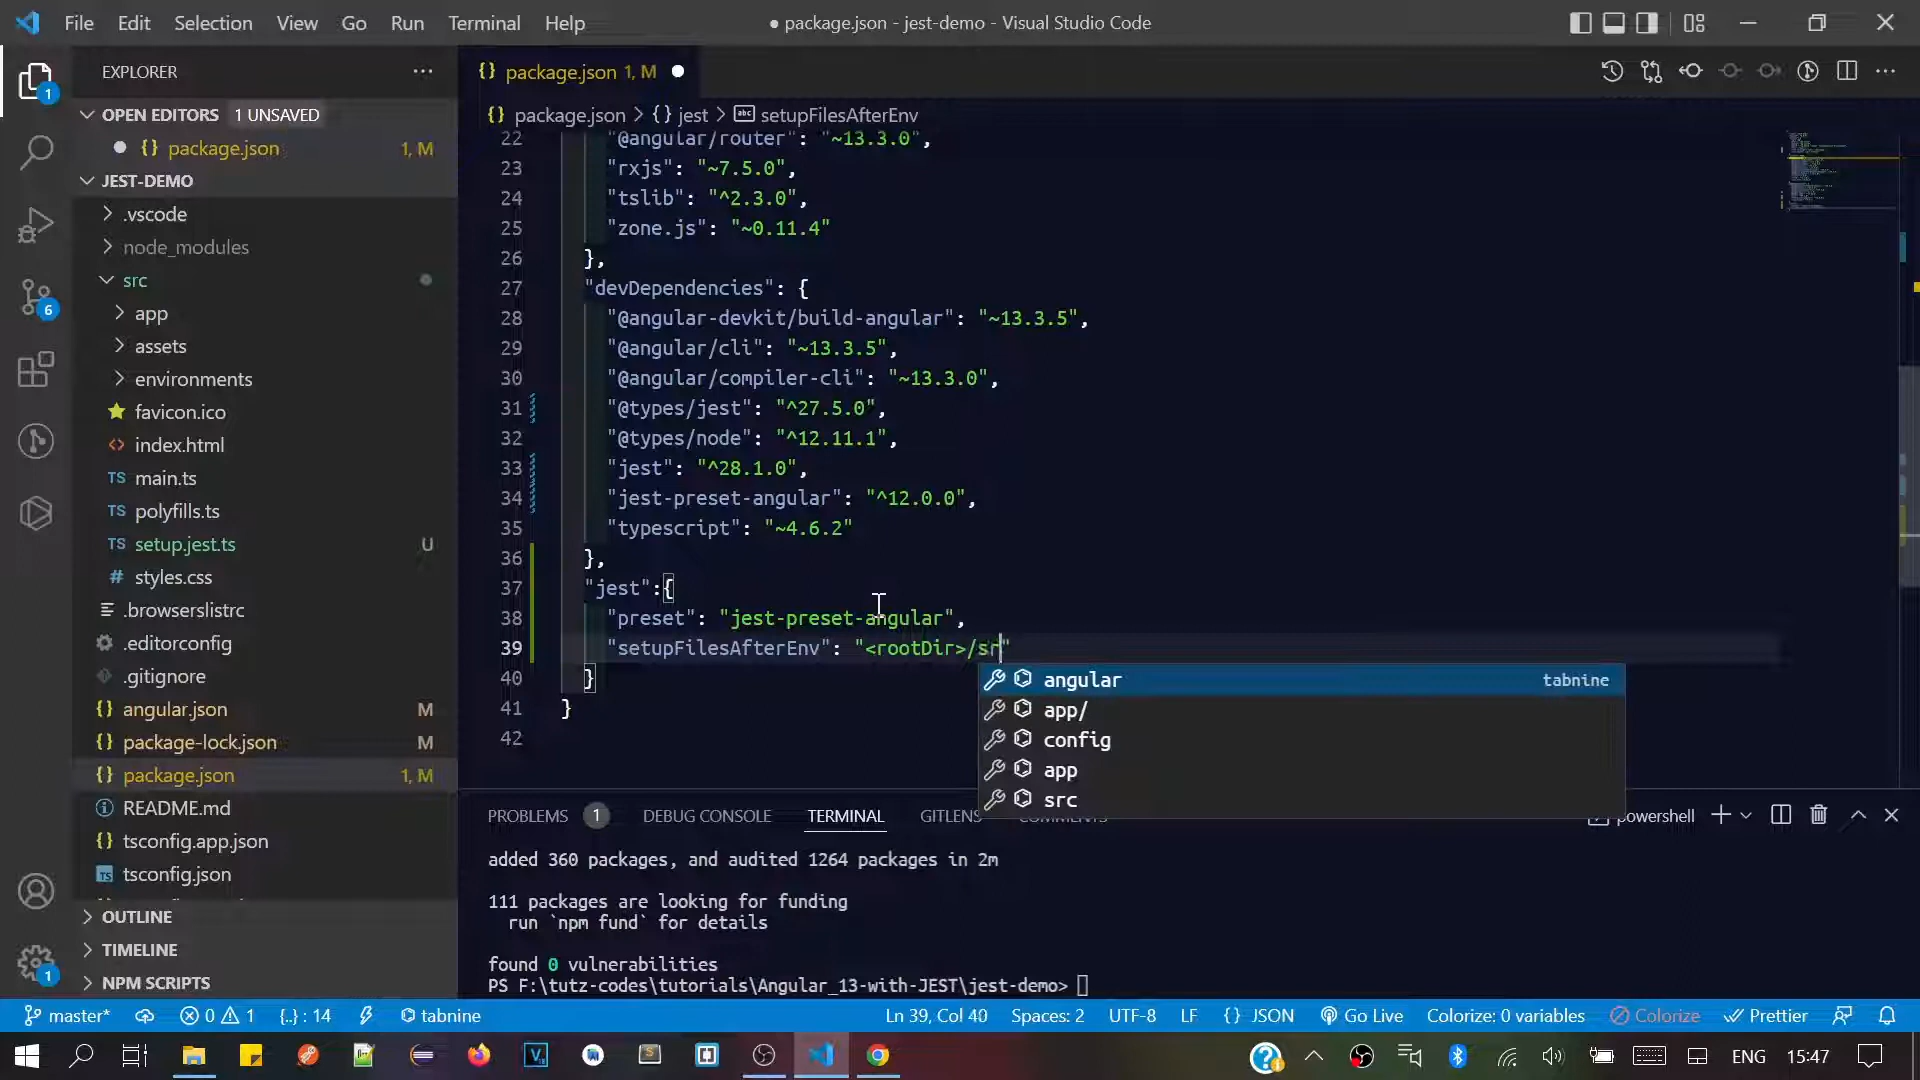 File Edit Selection View Go Run Terminal Help
● package.json - jest-demo - Visual Studio Code
EXPLORER
OPEN EDITORS 1 UNSAVED
package.json 1, M
JEST-DEMO
.vscode
node_modules
src
app
assets
environments
favicon.ico
index.html
TS main.ts
TS polyfills.ts
TS setup.jest.ts U
# styles.css
.browserslistrc
.editorconfig
.gitignore
{} angular.json M
{} package-lock.json M
{} package.json 1, M
README.md
tsconfig.app.json
TS tsconfig.json
OUTLINE
TIMELINE
NPM SCRIPTS
{} package.json 1, M
{} package.json > {} jest > abc setupFilesAfterEnv
22 "@angular/router": "~13.3.0",
23 "rxjs": "~7.5.0",
24 "tslib": "^2.3.0",
25 "zone.js": "~0.11.4"
26 },
27 "devDependencies": {
28 "@angular-devkit/build-angular": "~13.3.5",
29 "@angular/cli": "~13.3.5",
30 "@angular/compiler-cli": "~13.3.0",
31 "@types/jest": "^27.5.0",
32 "@types/node": "^12.11.1",
33 "jest": "^28.1.0",
34 "jest-preset-angular": "^12.0.0",
35 "typescript": "~4.6.2"
36 },
37 "jest":{
38 "preset": "jest-preset-angular",
39 "setupFilesAfterEnv": "<rootDir>/sr"
40 }
41 }
42
angular tabnine
app/
config
app
src
PROBLEMS 1 DEBUG CONSOLE TERMINAL GITLENS COMMENTS powershell
added 360 packages, and audited 1264 packages in 2m
111 packages are looking for funding
run `npm fund` for details
found 0 vulnerabilities
PS F:\tutz-codes\tutorials\Angular_13-with-JEST\jest-demo>
master* 0 1 {..} : 14 tabnine Ln 39, Col 40 Spaces: 2 UTF-8 LF {} JSON Go Live Colorize: 0 variables Colorize Prettier
ENG 15:47